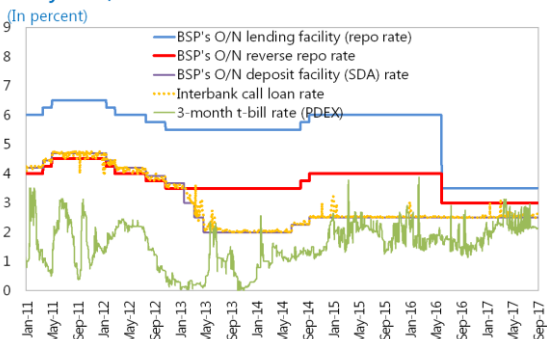 (In percent)
9
8
7
6
5
4
3
2
1
0
BSP's O/N lending facility (repo rate)
BSP's O/N reverse repo rate
BSP's O/N deposit facility (SDA) rate
Interbank call loan rate
3-month t-bill rate (PDEX)
Jan-11
May-11
Sep-11
Jan-12
May-12
Sep-12
Jan-13
May-13
Sep-13
Jan-14
May-14
Sep-14
Jan-15
May-15
Sep-15
Jan-16
May-16
Sep-16
Jan-17
May-17
Sep-17